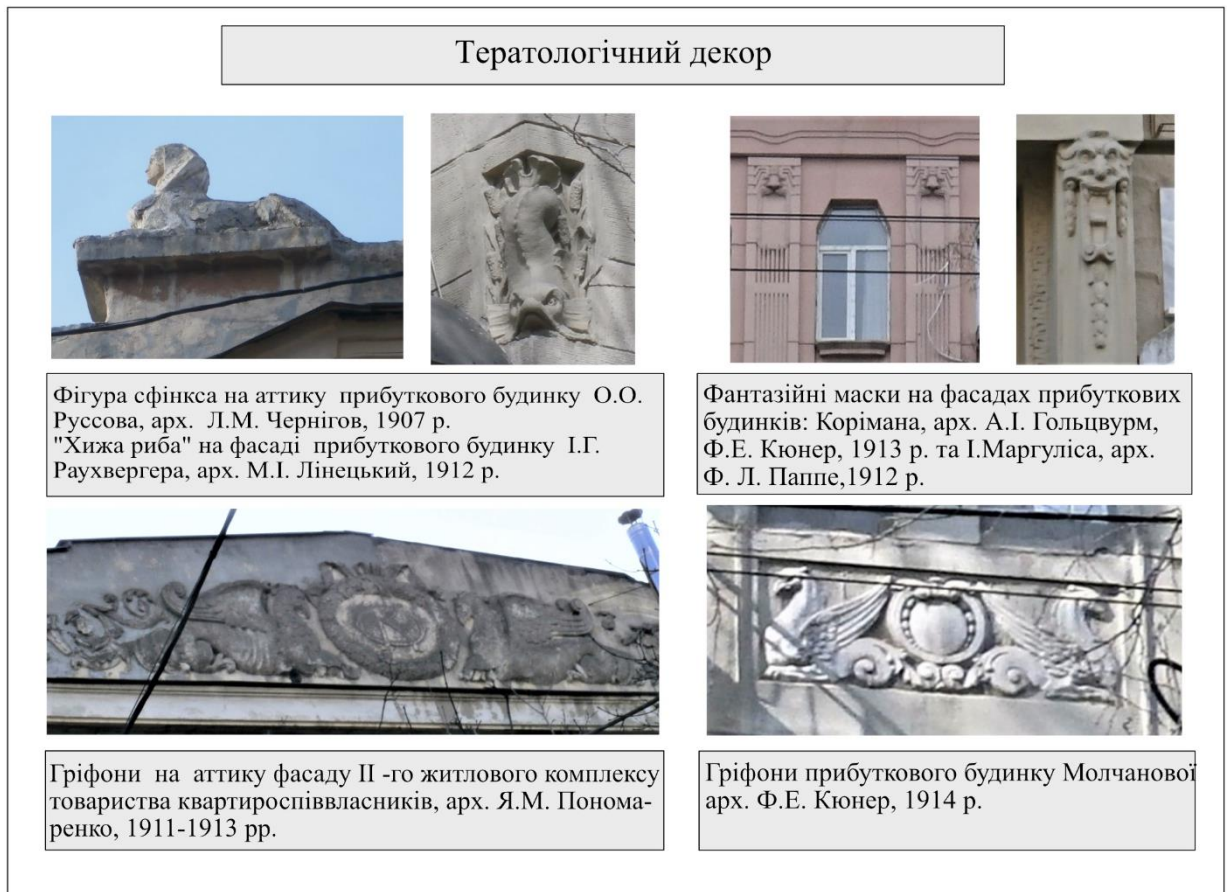 Тератологічний декор
Фігура сфінкса на аттику прибуткового будинку О.О.
Руссова, арх. Л.М. Чернігов, 1907 р.
"Хижа риба" на фасаді прибуткового будинку І.Г.
Раухвергера, арх. М.І. Лінецький, 1912 р.
Фантазійні маски на фасадах прибуткових
будинків: Корімана, арх. А.І. Гольцвурм,
Ф.Е. Кюнер, 1913 р. та І.Маргуліса, арх.
Ф. Л. Паппе,1912 р.
Гріфони на аттику фасаду ІІ -го житлового комплексу
товариства квартироспіввласників, арх. Я.М. Понома-
ренко, 1911-1913 рр.
Гріфони прибуткового будинку Молчанової
арх. Ф.Е. Кюнер, 1914 р.